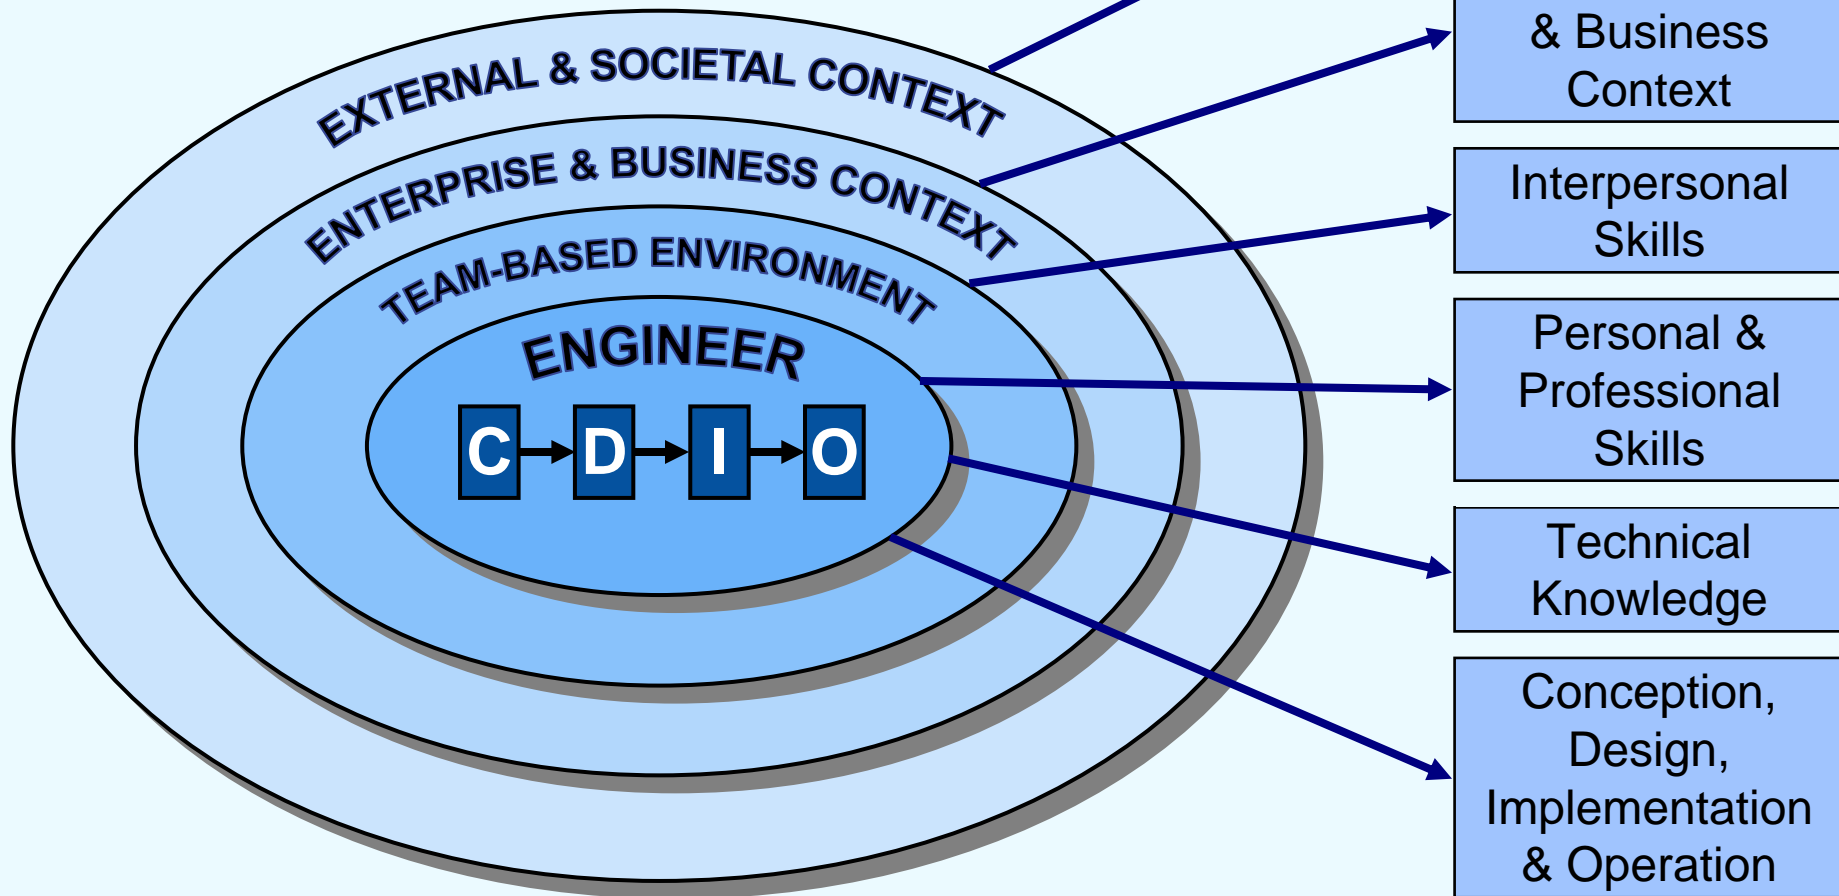 EXTERNAL & SOCIETAL CONTEXT
ENTERPRISE & BUSINESS CONTEXT
TEAM-BASED ENVIRONMENT
ENGINEER
C D I O
& Business
Context
Interpersonal
Skills
Personal &
Professional
Skills
Technical
Knowledge
Conception,
Design,
Implementation
& Operation